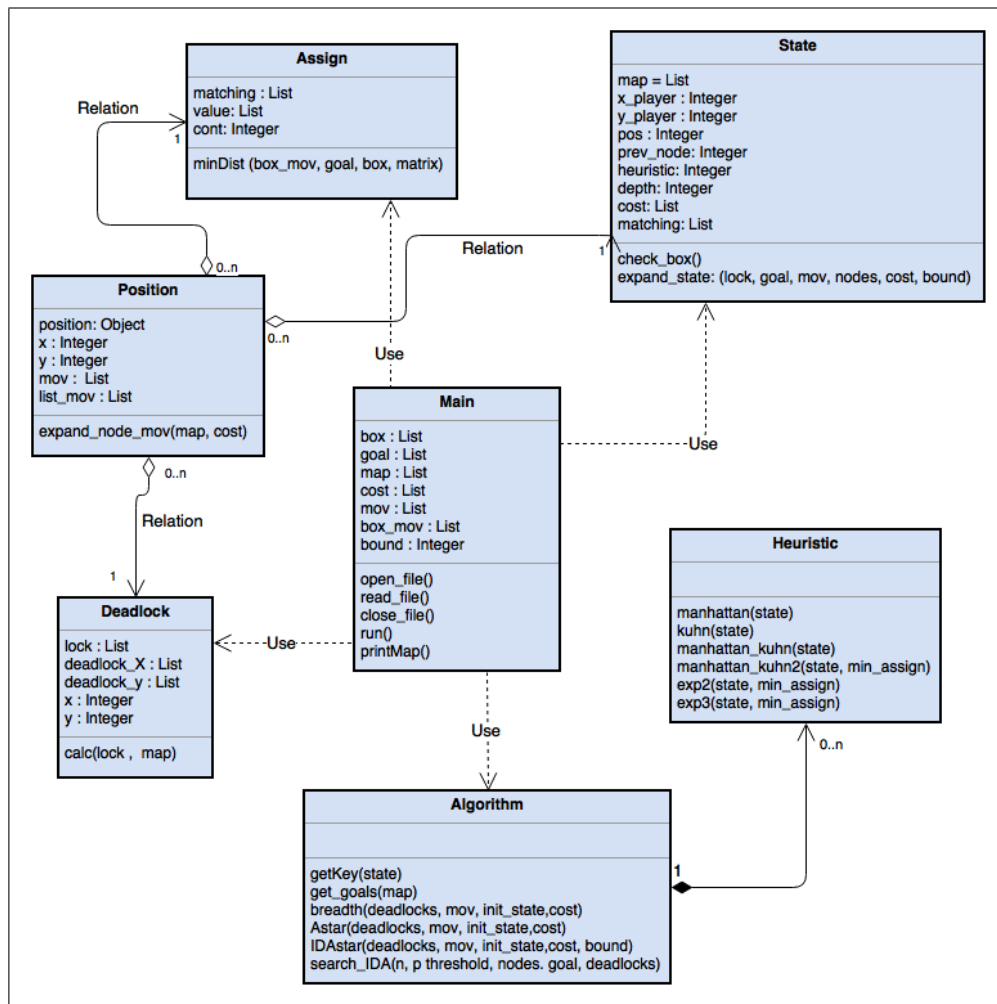 Assign
matching : List
value: List
cont: Integer
minDist (box_mov, goal, box, matrix)
State
map = List
x_player : Integer
y_player : Integer
pos : Integer
prev_node: Integer
heuristic: Integer
depth: Integer
cost: List
matching: List
check_box()
expand_state: (lock, goal, mov, nodes, cost, bound)
Relation
1
0..n
Relation
1
0..n
Position
position: Object
x : Integer
y : Integer
mov :  List
list_mov : List
expand_node_mov(map, cost)
0..n
Relation
1
Use
Main
box : List
goal : List
map : List
cost : List
mov : List
box_mov : List
bound : Integer
open_file()
read_file()
close_file()
run()
printMap()
Use
Use
Use
Deadlock
lock : List
deadlock_X : List
deadlock_y : List
x : Integer
y : Integer
calc(lock ,  map)
Heuristic
manhattan(state)
kuhn(state)
manhattan_kuhn(state)
manhattan_kuhn2(state, min_assign)
exp2(state, min_assign)
exp3(state, min_assign)
0..n
1
Algorithm
getKey(state)
get_goals(map)
breadth(deadlocks, mov, init_state,cost)
Astar(deadlocks, mov, init_state,cost)
IDAstar(deadlocks, mov, init_state,cost, bound)
search_IDA(n, p threshold, nodes. goal, deadlocks)